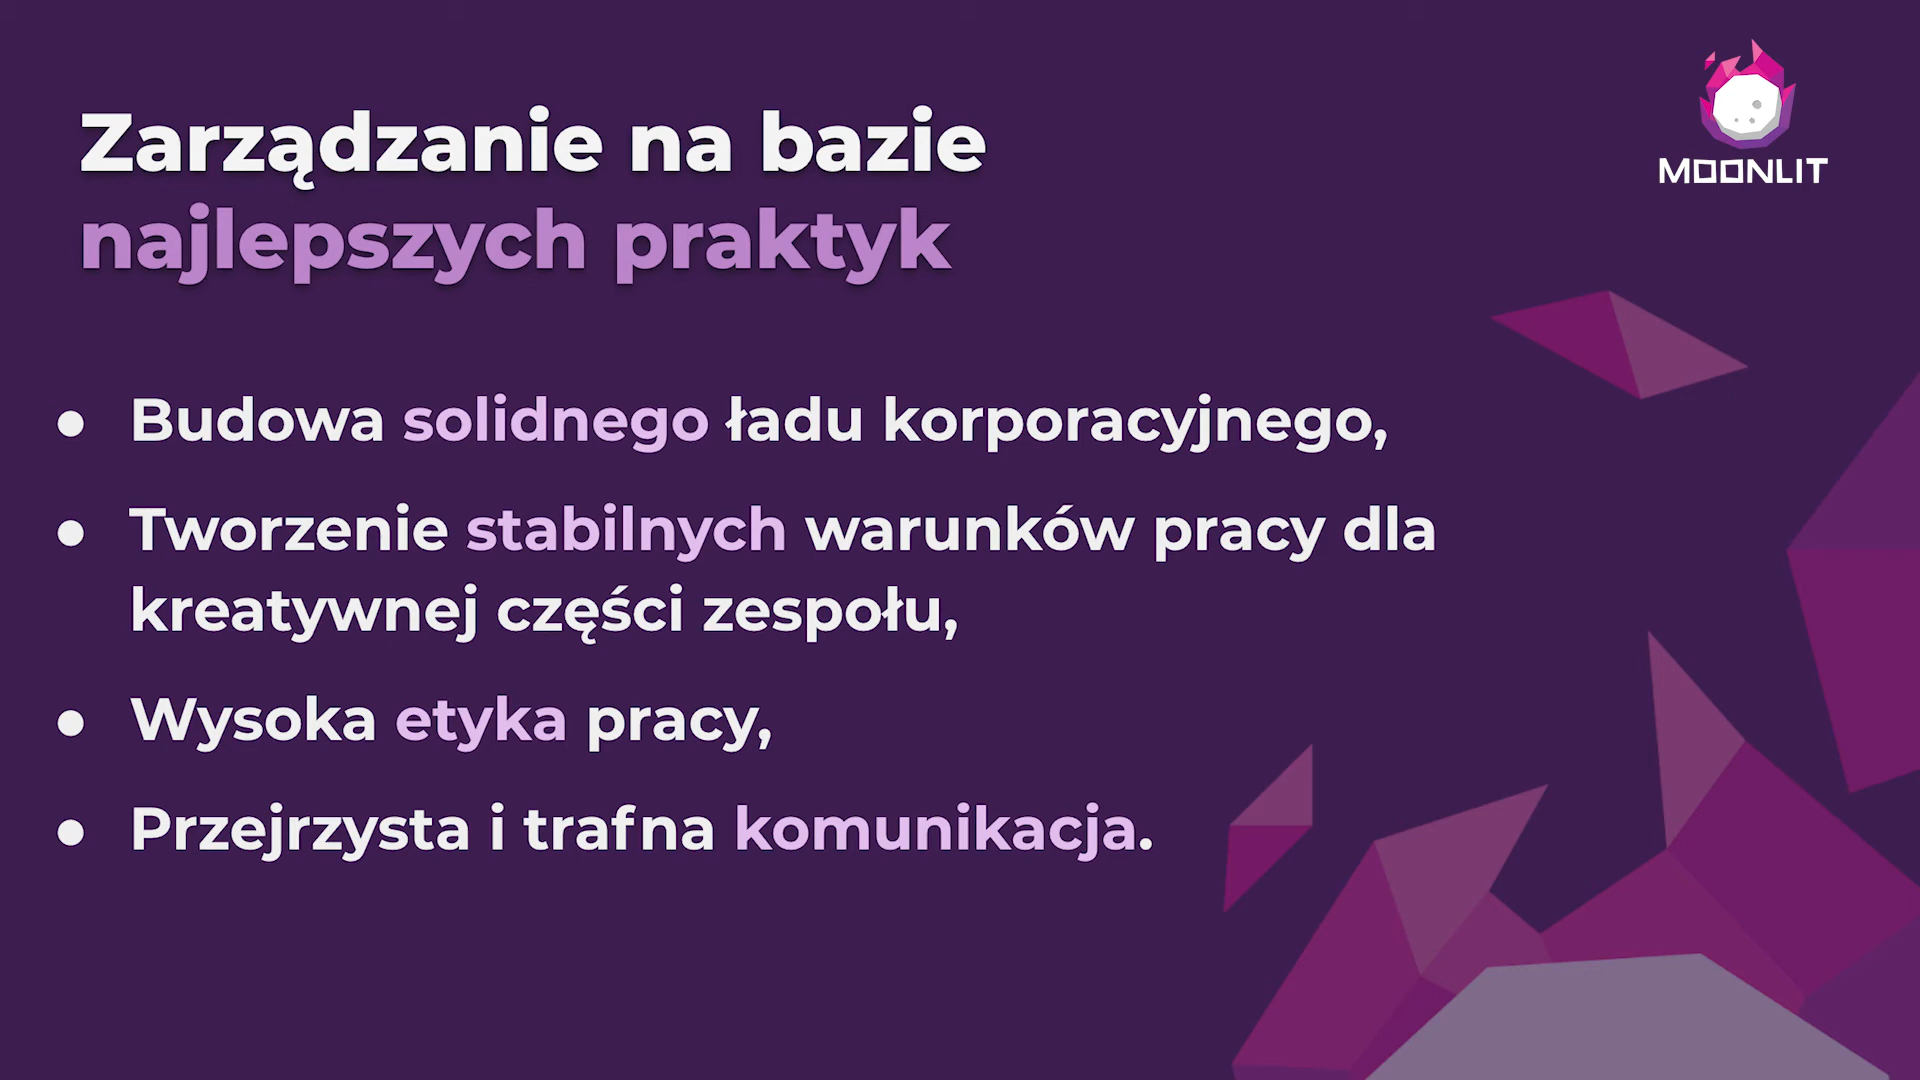 MOONLIT
Zarządzanie na bazie
najlepszych praktyk
● Budowa solidnego ładu korporacyjnego,
● Tworzenie stabilnych warunków pracy dla
kreatywnej części zespołu,
● Wysoka etyka pracy,
● Przejrzysta i trafna komunikacja.